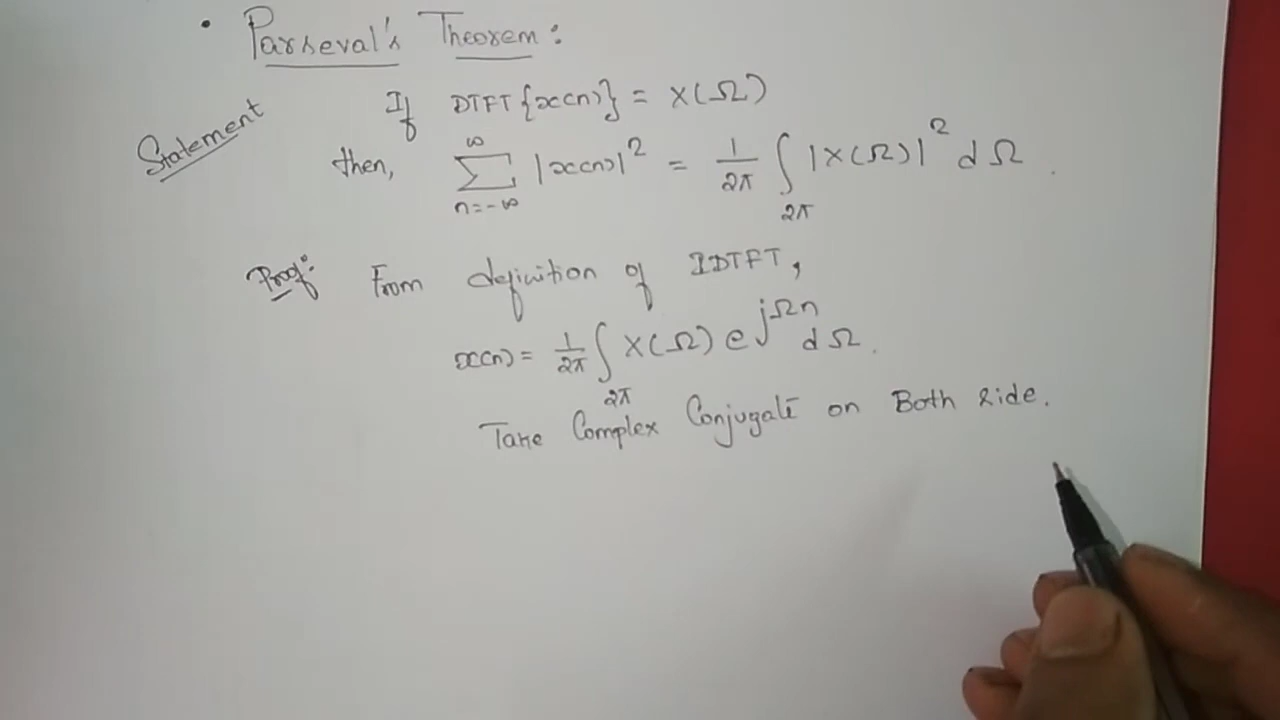 • Parseval's Theorem:
Statement If DTFT {x(n)} = X(Ω)
then, ∞ ∑ n=-∞ |x(n)|² = 1/2π ∫ 2π |X(Ω)|² dΩ.
Proof: From definition of IDTFT,
x(n) = 1/2π ∫ 2π X(Ω) e^jΩn dΩ.
Take Complex Conjugate on Both side.